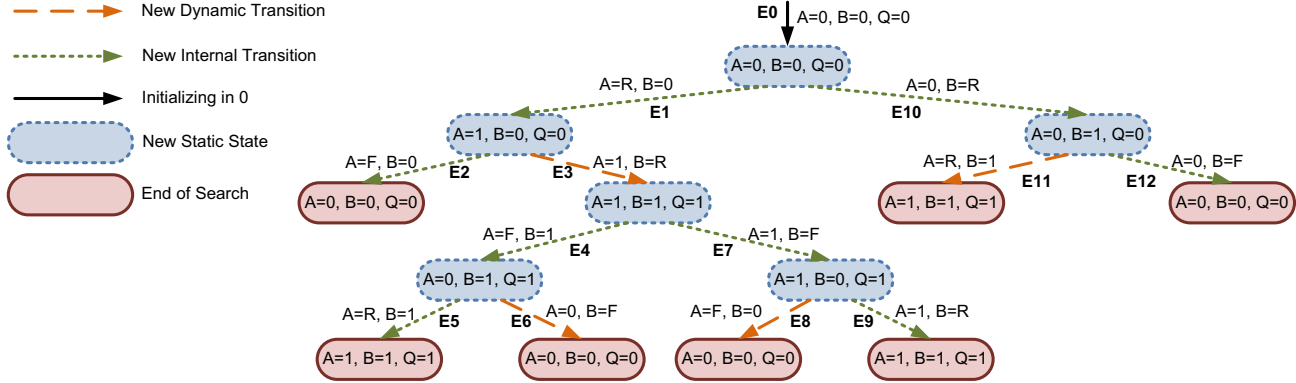 New Dynamic Transition
New Internal Transition
Initializing in 0
New Static State
End of Search
E0
A=0, B=0, Q=0
A=0, B=0, Q=0
A=R, B=0
E1
A=0, B=R
E10
A=1, B=0, Q=0
A=0, B=1, Q=0
A=F, B=0
E2
E3
A=1, B=R
A=R, B=1
E11
E12
A=0, B=F
A=0, B=0, Q=0
A=1, B=1, Q=1
A=1, B=1, Q=1
A=0, B=0, Q=0
A=F, B=1
E4
E7
A=1, B=F
A=0, B=1, Q=1
A=1, B=0, Q=1
A=R, B=1
E5
E6
A=0, B=F
A=F, B=0
E8
E9
A=1, B=R
A=1, B=1, Q=1
A=0, B=0, Q=0
A=0, B=0, Q=0
A=1, B=1, Q=1